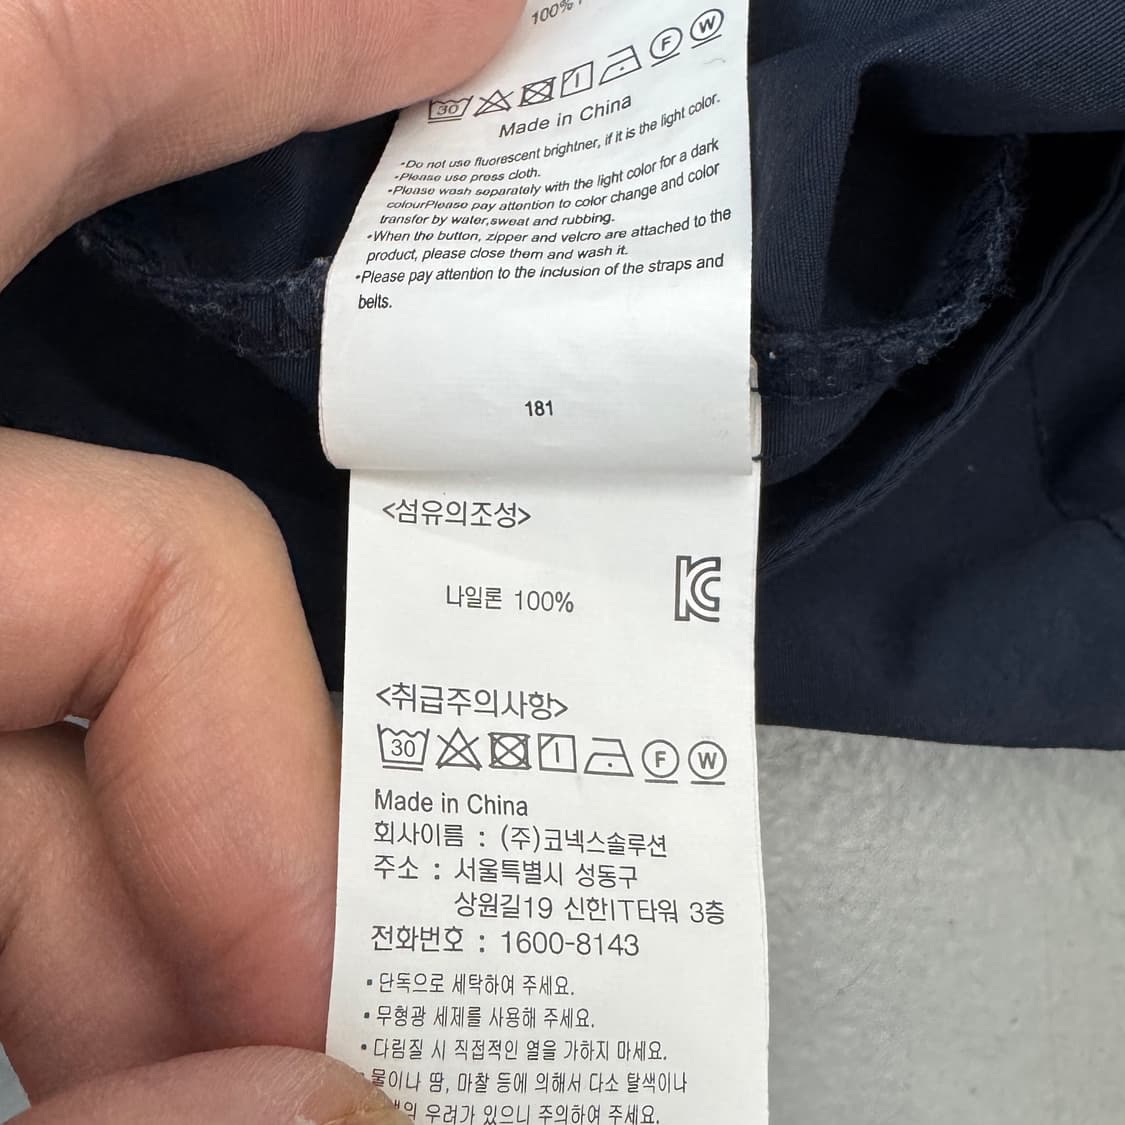 100%
30 F W
Made in China
•Do not use fluorescent brightner, if it is the light color.
•Please use press cloth.
•Please wash separately with the light color for a dark
colourPlease pay attention to color change and color
transfer by water,sweat and rubbing.
•When the button, zipper and velcro are attached to the
product, please close them and wash it.
•Please pay attention to the inclusion of the straps and
belts.
181
<섬유의조성>
나일론 100%
KC
<취급주의사항>
30 F W
Made in China
회사이름 : (주)코넥스솔루션
주소 : 서울특별시 성동구
상원길19 신한IT타워 3층
전화번호 : 1600-8143
• 단독으로 세탁하여 주세요.
• 무형광 세제를 사용해 주세요.
• 다림질 시 직접적인 열을 가하지 마세요.
물이나 땀, 마찰 등에 의해서 다소 탈색이나
우려가 있으니 주의하여 주세요.